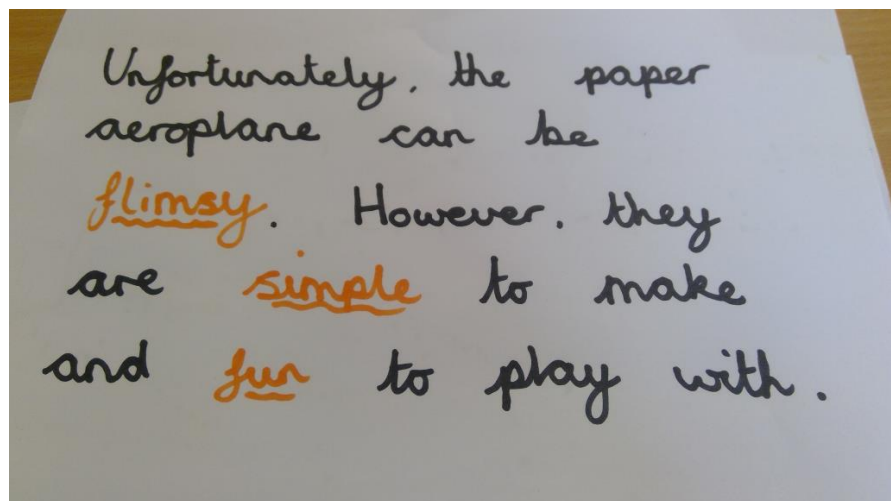 Unfortunately, the paper
aeroplane can be
flimsy. However, they
are simple to make
and fun to play with.